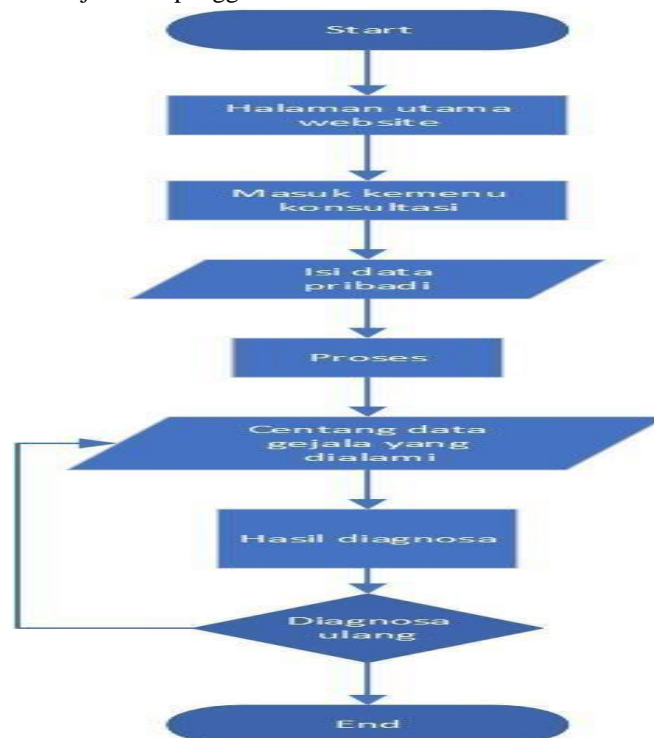 Start
Halaman utama
website
Masuk kemenu
konsultasi
Isi data
pribadi
Proses
Centang data
gejala yang
dialami
Hasil diagnosa
Diagnosa
ulang
End